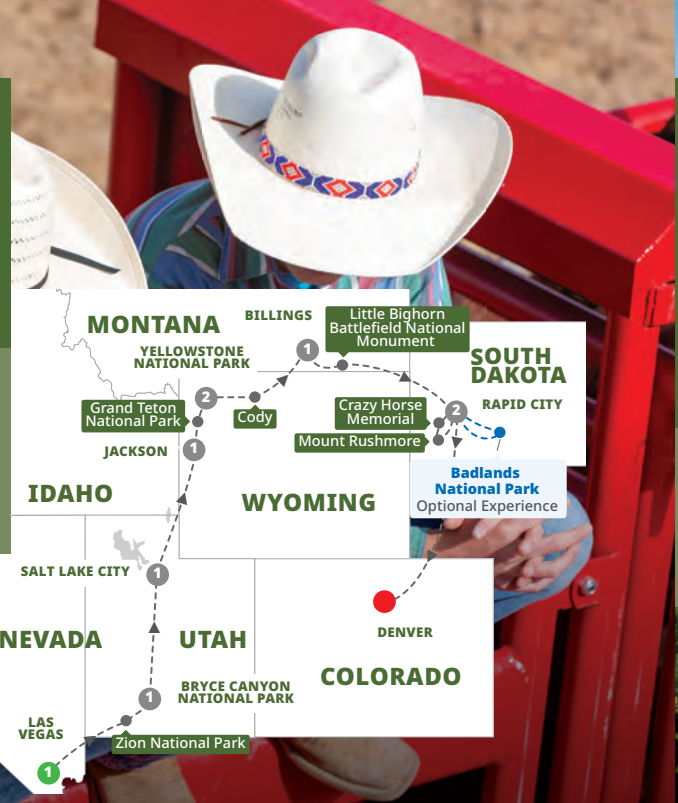 MONTANA
BILLINGS
1
Little Bighorn
Battlefield National
Monument
YELLOWSTONE
NATIONAL PARK
SOUTH
DAKOTA
2
Cody
Grand Teton
National Park
Crazy Horse
Memorial
2
RAPID CITY
Mount Rushmore
JACKSON
1
Badlands
National Park
Optional Experience
IDAHO
WYOMING
SALT LAKE CITY
1
DENVER
NEVADA
UTAH
COLORADO
1
BRYCE CANYON
NATIONAL PARK
LAS
VEGAS
Zion National Park
1